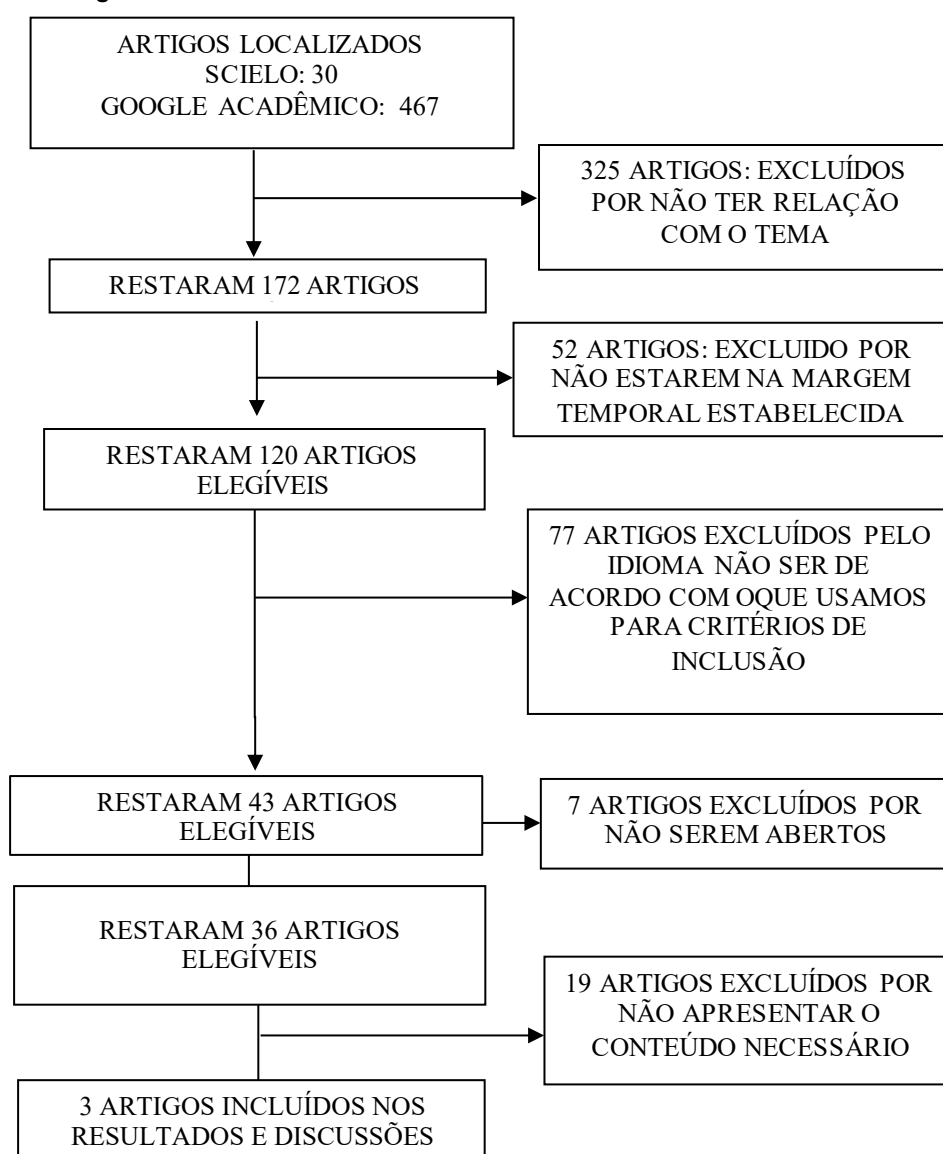 ARTIGOS LOCALIZADOS
SCIELO: 30
GOOGLE ACADÊMICO: 467
325 ARTIGOS: EXCLUÍDOS
POR NÃO TER RELAÇÃO
COM O TEMA
RESTARAM 172 ARTIGOS
52 ARTIGOS: EXCLUIDO POR
NÃO ESTAREM NA MARGEM
TEMPORAL ESTABELECIDA
RESTARAM 120 ARTIGOS
ELEGÍVEIS
77 ARTIGOS EXCLUÍDOS PELO
IDIOMA NÃO SER DE
ACORDO COM OQUE USAMOS
PARA CRITÉRIOS DE
INCLUSÃO
RESTARAM 43 ARTIGOS
ELEGÍVEIS
7 ARTIGOS EXCLUÍDOS POR
NÃO SEREM ABERTOS
RESTARAM 36 ARTIGOS
ELEGÍVEIS
19 ARTIGOS EXCLUÍDOS POR
NÃO APRESENTAR O
CONTEÚDO NECESSÁRIO
3 ARTIGOS INCLUÍDOS NOS
RESULTADOS E DISCUSSÕES